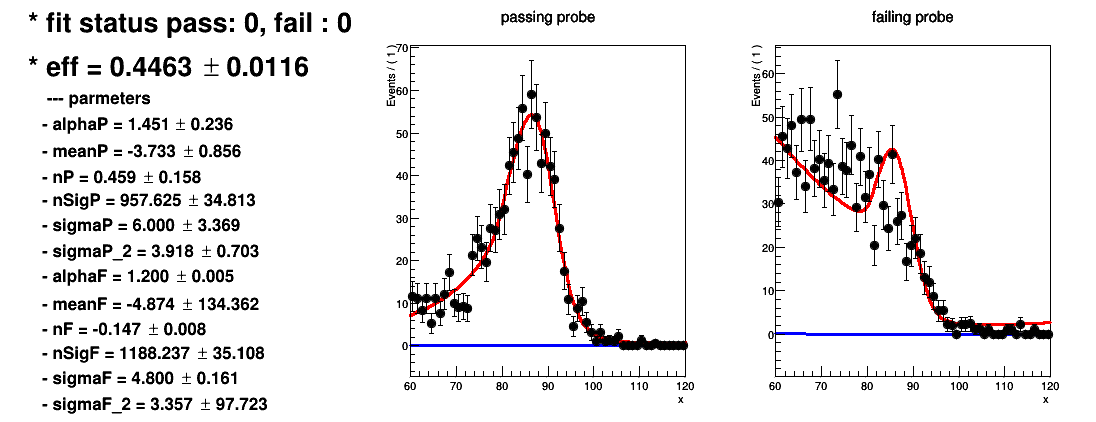 * fit status pass: 0, fail : 0
* eff = 0.4463 ± 0.0116
--- parmeters
- alphaP = 1.451 ± 0.236
- meanP = -3.733 ± 0.856
- nP = 0.459 ± 0.158
- nSigP = 957.625 ± 34.813
- sigmaP = 6.000 ± 3.369
- sigmaP_2 = 3.918 ± 0.703
- alphaF = 1.200 ± 0.005
- meanF = -4.874 ± 134.362
- nF = -0.147 ± 0.008
- nSigF = 1188.237 ± 35.108
- sigmaF = 4.800 ± 0.161
- sigmaF_2 = 3.357 ± 97.723
passing probe
Events / ( 1 )
70
60
50
40
30
20
10
0
60 70 80 90 100 110 120
x
failing probe
Events / ( 1 )
60
50
40
30
20
10
0
60 70 80 90 100 110 120
x